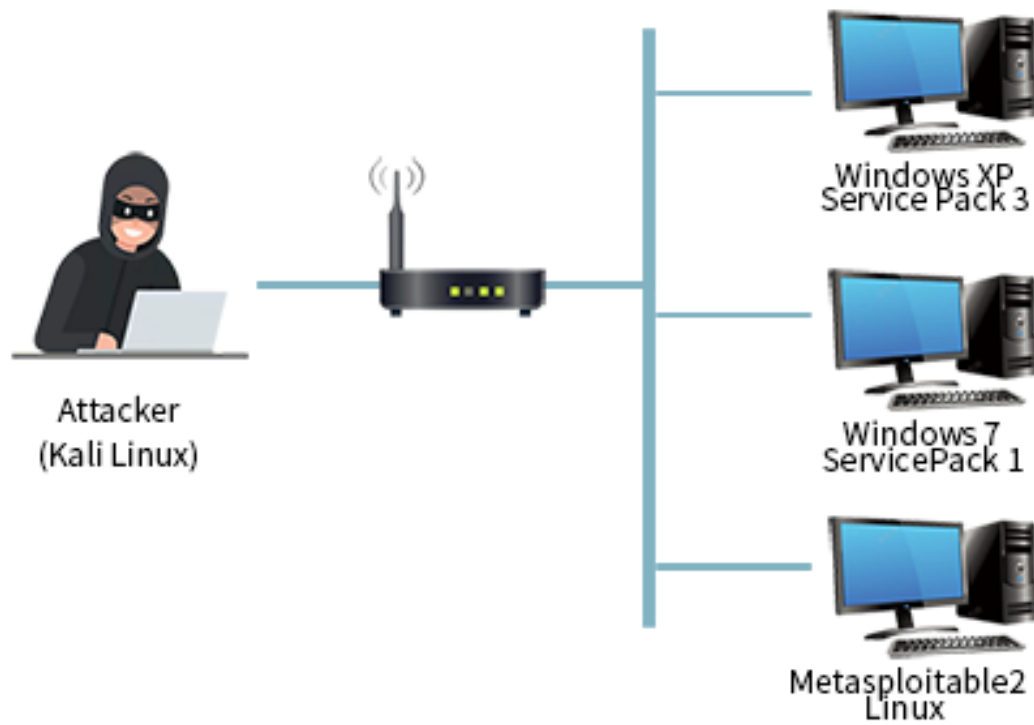 Attacker
(Kali Linux)
Windows XP
Service Pack 3
Windows 7
ServicePack 1
Metasploitable2
Linux